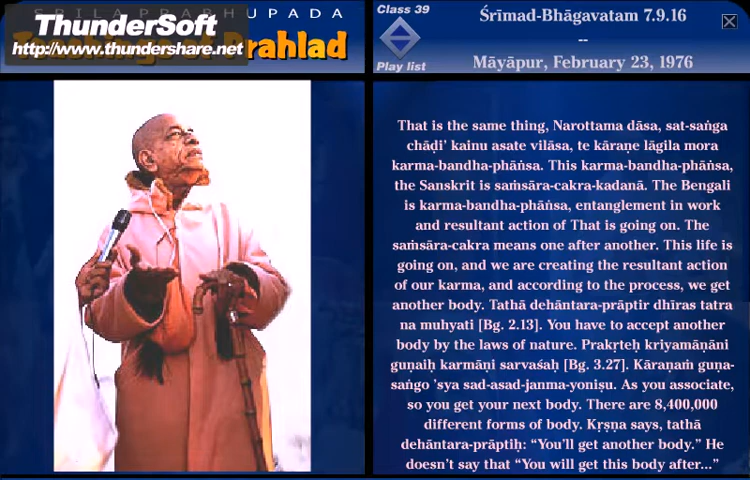 SRILA PRABHUPADA
ThunderSoft
http://www.thundershare.net
Prahlad
Class 39
Play list
Śrīmad-Bhāgavatam 7.9.16
--
Māyāpur, February 23, 1976
That is the same thing, Narottama dāsa, sat-saṅga
chāḍi’ kainu asate vilāsa, te kāraṇe lāgila mora
karma-bandha-phāṅsa. This karma-bandha-phāṅsa,
the Sanskrit is saṁsāra-cakra-kadanā. The Bengali
is karma-bandha-phāṅsa, entanglement in work
and resultant action of That is going on. The
saṁsāra-cakra means one after another. This life is
going on, and we are creating the resultant action
of our karma, and according to the process, we get
another body. Tathā dehāntara-prāptir dhīras tatra
na muhyati [Bg. 2.13]. You have to accept another
body by the laws of nature. Prakṛteḥ kriyamāṇāni
guṇaiḥ karmāṇi sarvaśaḥ [Bg. 3.27]. Kāraṇaṁ guṇa-
saṅgo ’sya sad-asad-janma-yoniṣu. As you associate,
so you get your next body. There are 8,400,000
different forms of body. Kṛṣṇa says, tathā
dehāntara-prāptiḥ: “You’ll get another body.” He
doesn’t say that “You will get this body after...”